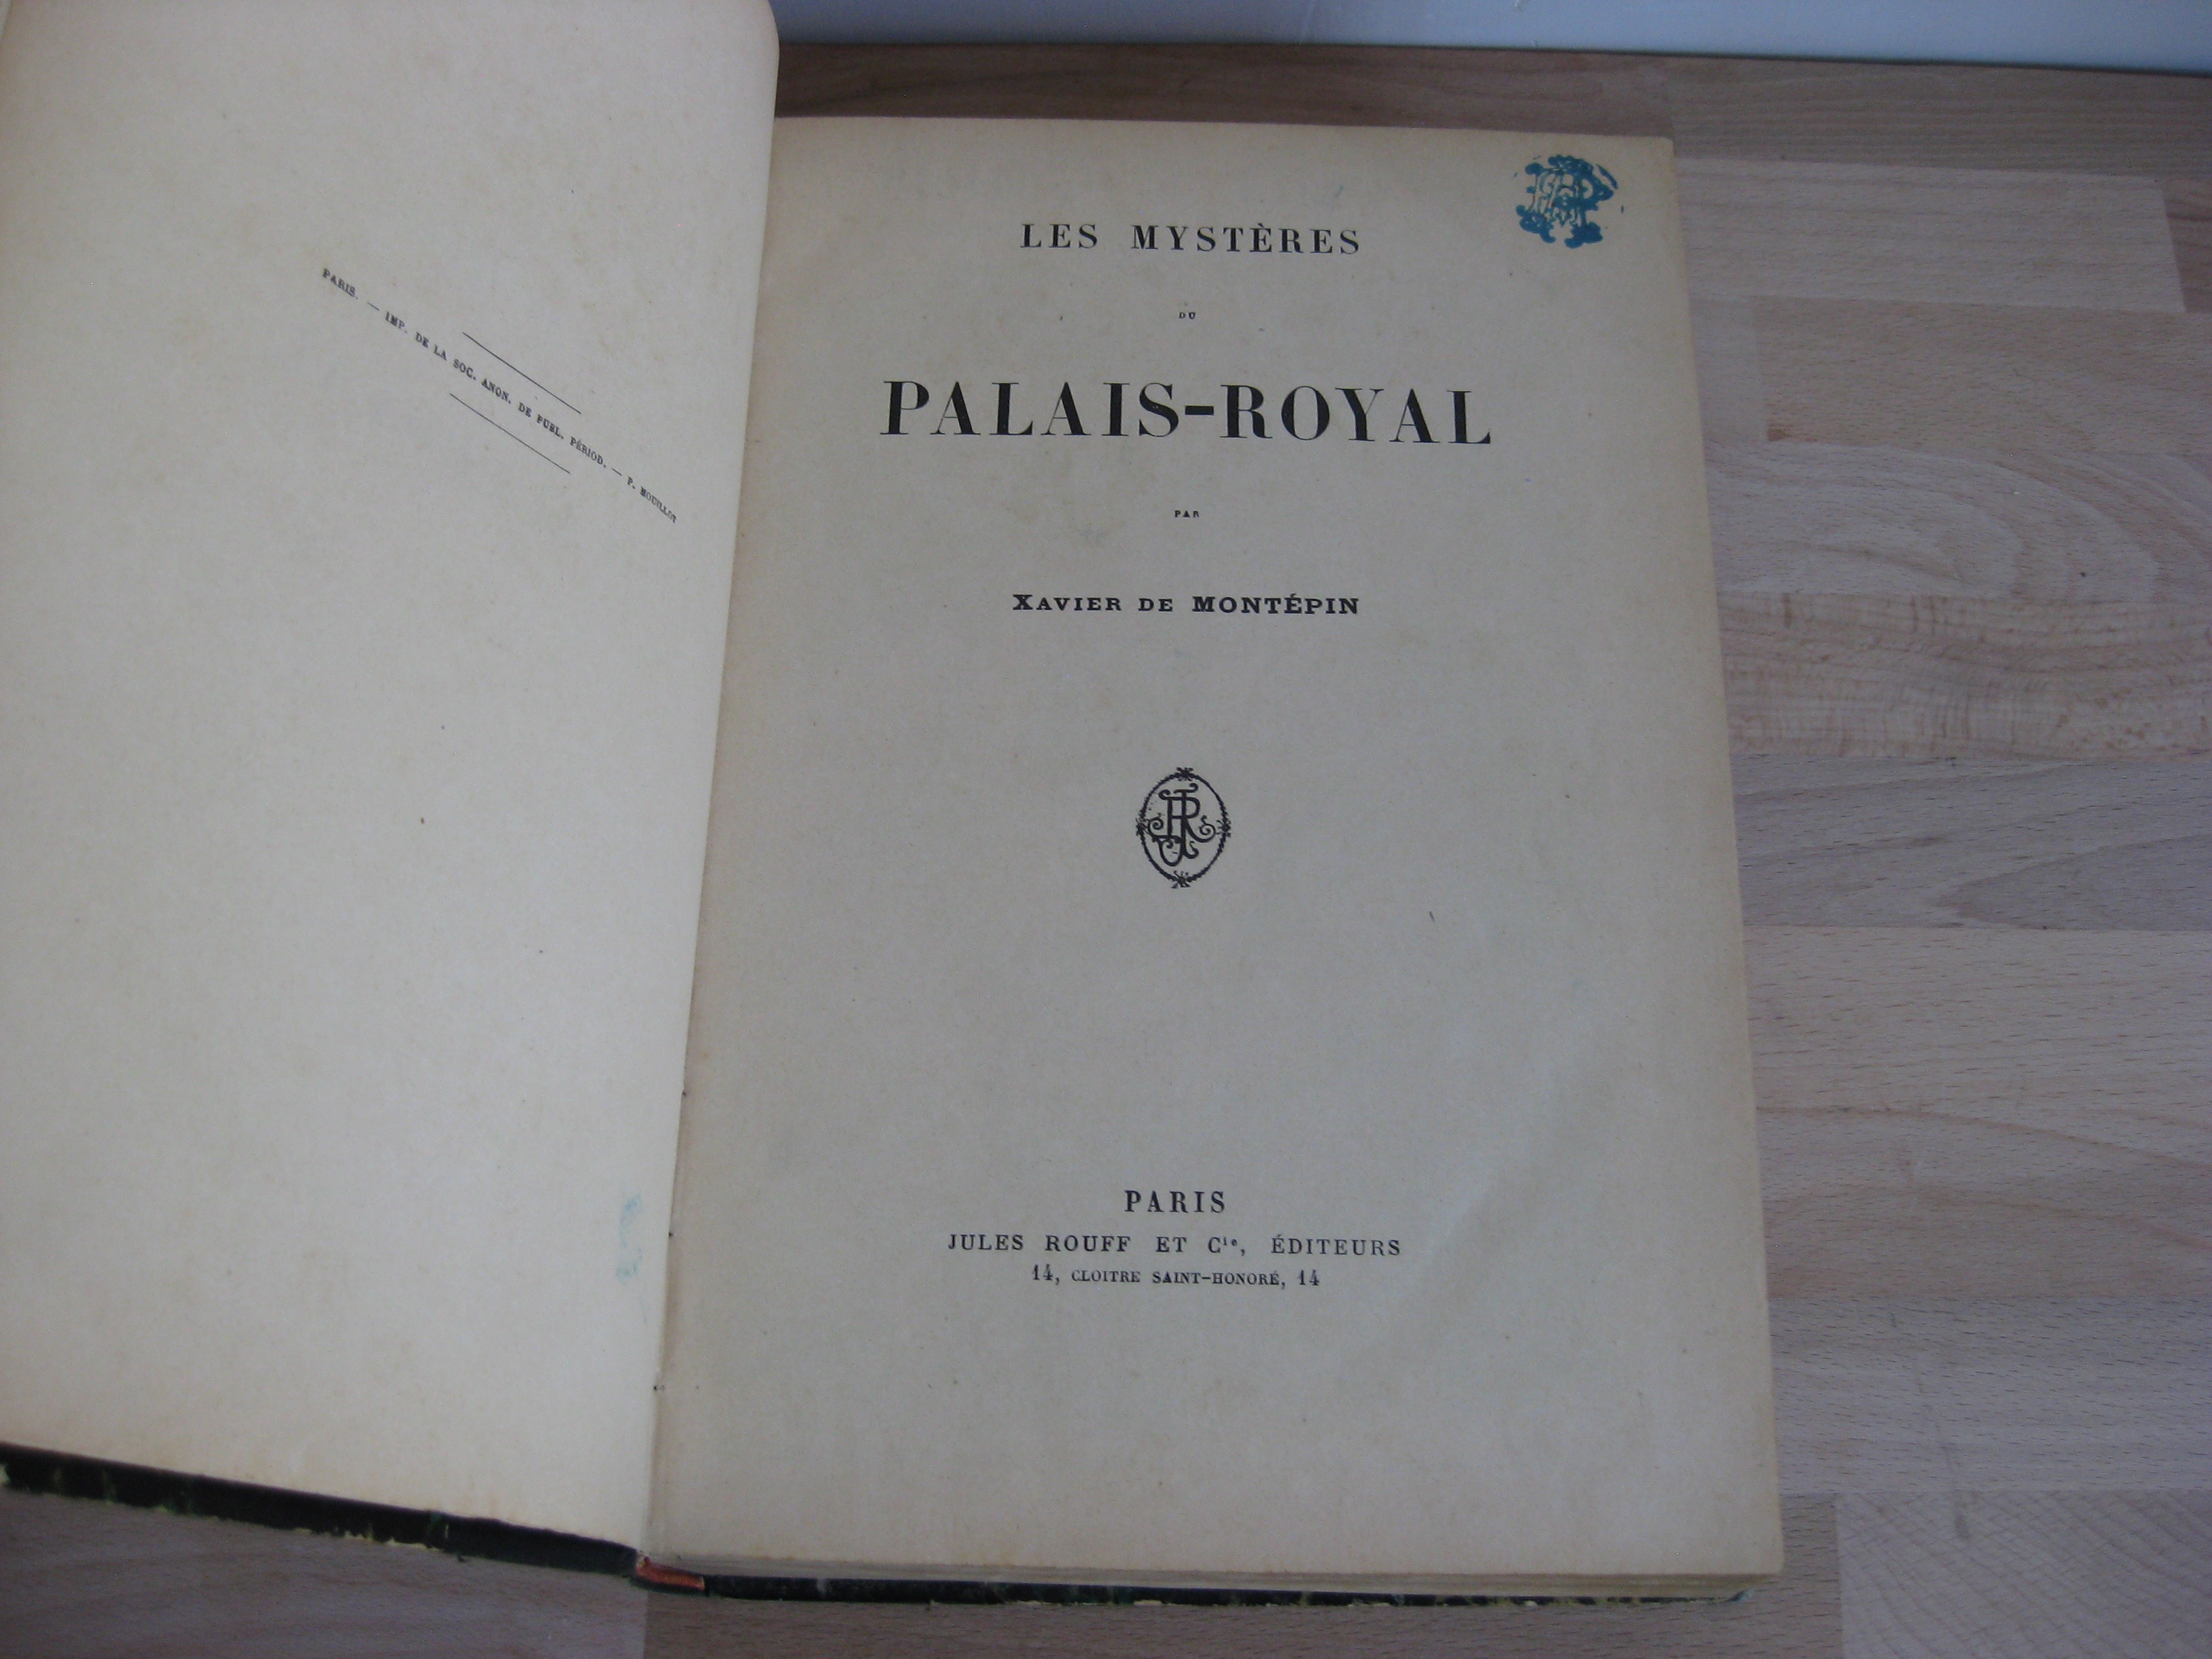 PARIS. — IMP. DE LA SOC. ANON. DE PUBL. PÉRIOD. — P. MOUILLOT
LES MYSTÈRES
DU
PALAIS-ROYAL
PAR
XAVIER DE MONTÉPIN
JR
PARIS
JULES ROUFF ET Cie, ÉDITEURS
14, CLOITRE SAINT-HONORÉ, 14